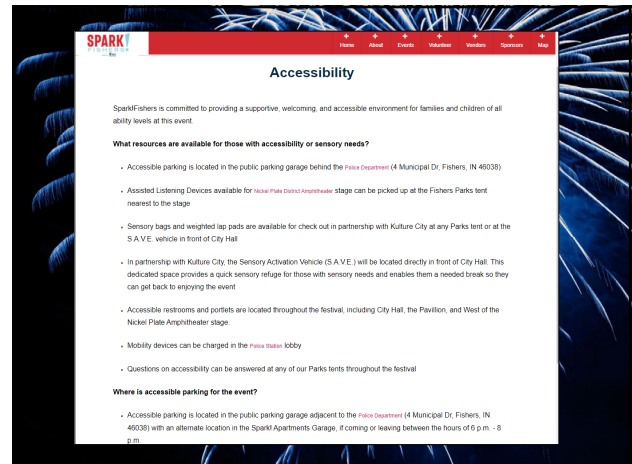 SPARK!
FISHERS
Home
About
Events
Volunteer
Vendors
Sponsors
Map
Accessibility
Spark!Fishers is committed to providing a supportive, welcoming, and accessible environment for families and children of all
ability levels at this event.
What resources are available for those with accessibility or sensory needs?
Accessible parking is located in the public parking garage behind the Police Department (4 Municipal Dr, Fishers, IN 46038)
Assisted Listening Devices available for Nickel Plate District Amphitheater stage can be picked up at the Fishers Parks tent
nearest to the stage
Sensory bags and weighted lap pads are available for check out in partnership with Kulture City at any Parks tent or at the
S.A.V.E. vehicle in front of City Hall
In partnership with Kulture City, the Sensory Activation Vehicle (S.A.V.E.) will be located directly in front of City Hall. This
dedicated space provides a quick sensory refuge for those with sensory needs and enables them a needed break so they
can get back to enjoying the event
Accessible restrooms and portlets are located throughout the festival, including City Hall, the Pavillion, and West of the
Nickel Plate Amphitheater stage.
Mobility devices can be charged in the Police Station lobby
Questions on accessibility can be answered at any of our Parks tents throughout the festival
Where is accessible parking for the event?
Accessible parking is located in the public parking garage adjacent to the Police Department (4 Municipal Dr, Fishers, IN
46038) with an alternate location in the Spark! Apartments Garage, if coming or leaving between the hours of 6 p.m. - 8
p.m.